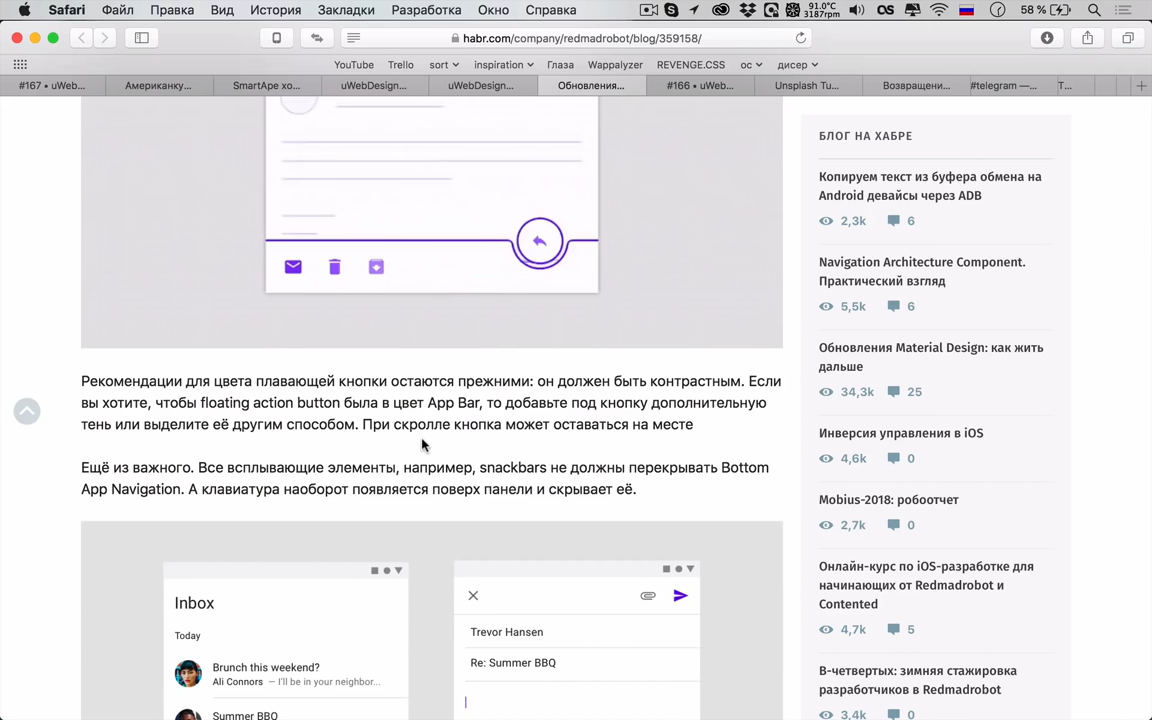 Safari Файл Правка Вид История Закладки Разработка Окно Справка 91.0°C 3187rpm OS 58 %
habr.com/company/redmadrobot/blog/359158/
YouTube Trello sort inspiration Глаза Wappalyzer REVENGE.CSS ос дисер
#167 • uWeb... Американку... SmartApe хо... uWebDesign... uWebDesign... Обновления... #166 • uWeb... Unsplash Tu... Возвращени... #telegram —... Т...
Рекомендации для цвета плавающей кнопки остаются прежними: он должен быть контрастным. Если
вы хотите, чтобы floating action button была в цвет App Bar, то добавьте под кнопку дополнительную
тень или выделите её другим способом. При скролле кнопка может оставаться на месте
Ещё из важного. Все всплывающие элементы, например, snackbars не должны перекрывать Bottom
App Navigation. А клавиатура наоборот появляется поверх панели и скрывает её.
Inbox
Today
Brunch this weekend?
Ali Connors — I'll be in your neighbor...
Summer BBQ
Trevor Hansen
Re: Summer BBQ
БЛОГ НА ХАБРЕ
Копируем текст из буфера обмена на
Android девайсы через ADB
2,3k 6
Navigation Architecture Component.
Практический взгляд
5,5k 6
Обновления Material Design: как жить
дальше
34,3k 25
Инверсия управления в iOS
4,6k 0
Mobius-2018: робоотчет
2,7k 0
Онлайн-курс по iOS-разработке для
начинающих от Redmadrobot и
Contented
4,7k 5
В-четвертых: зимняя стажировка
разработчиков в Redmadrobot
3,4k 0